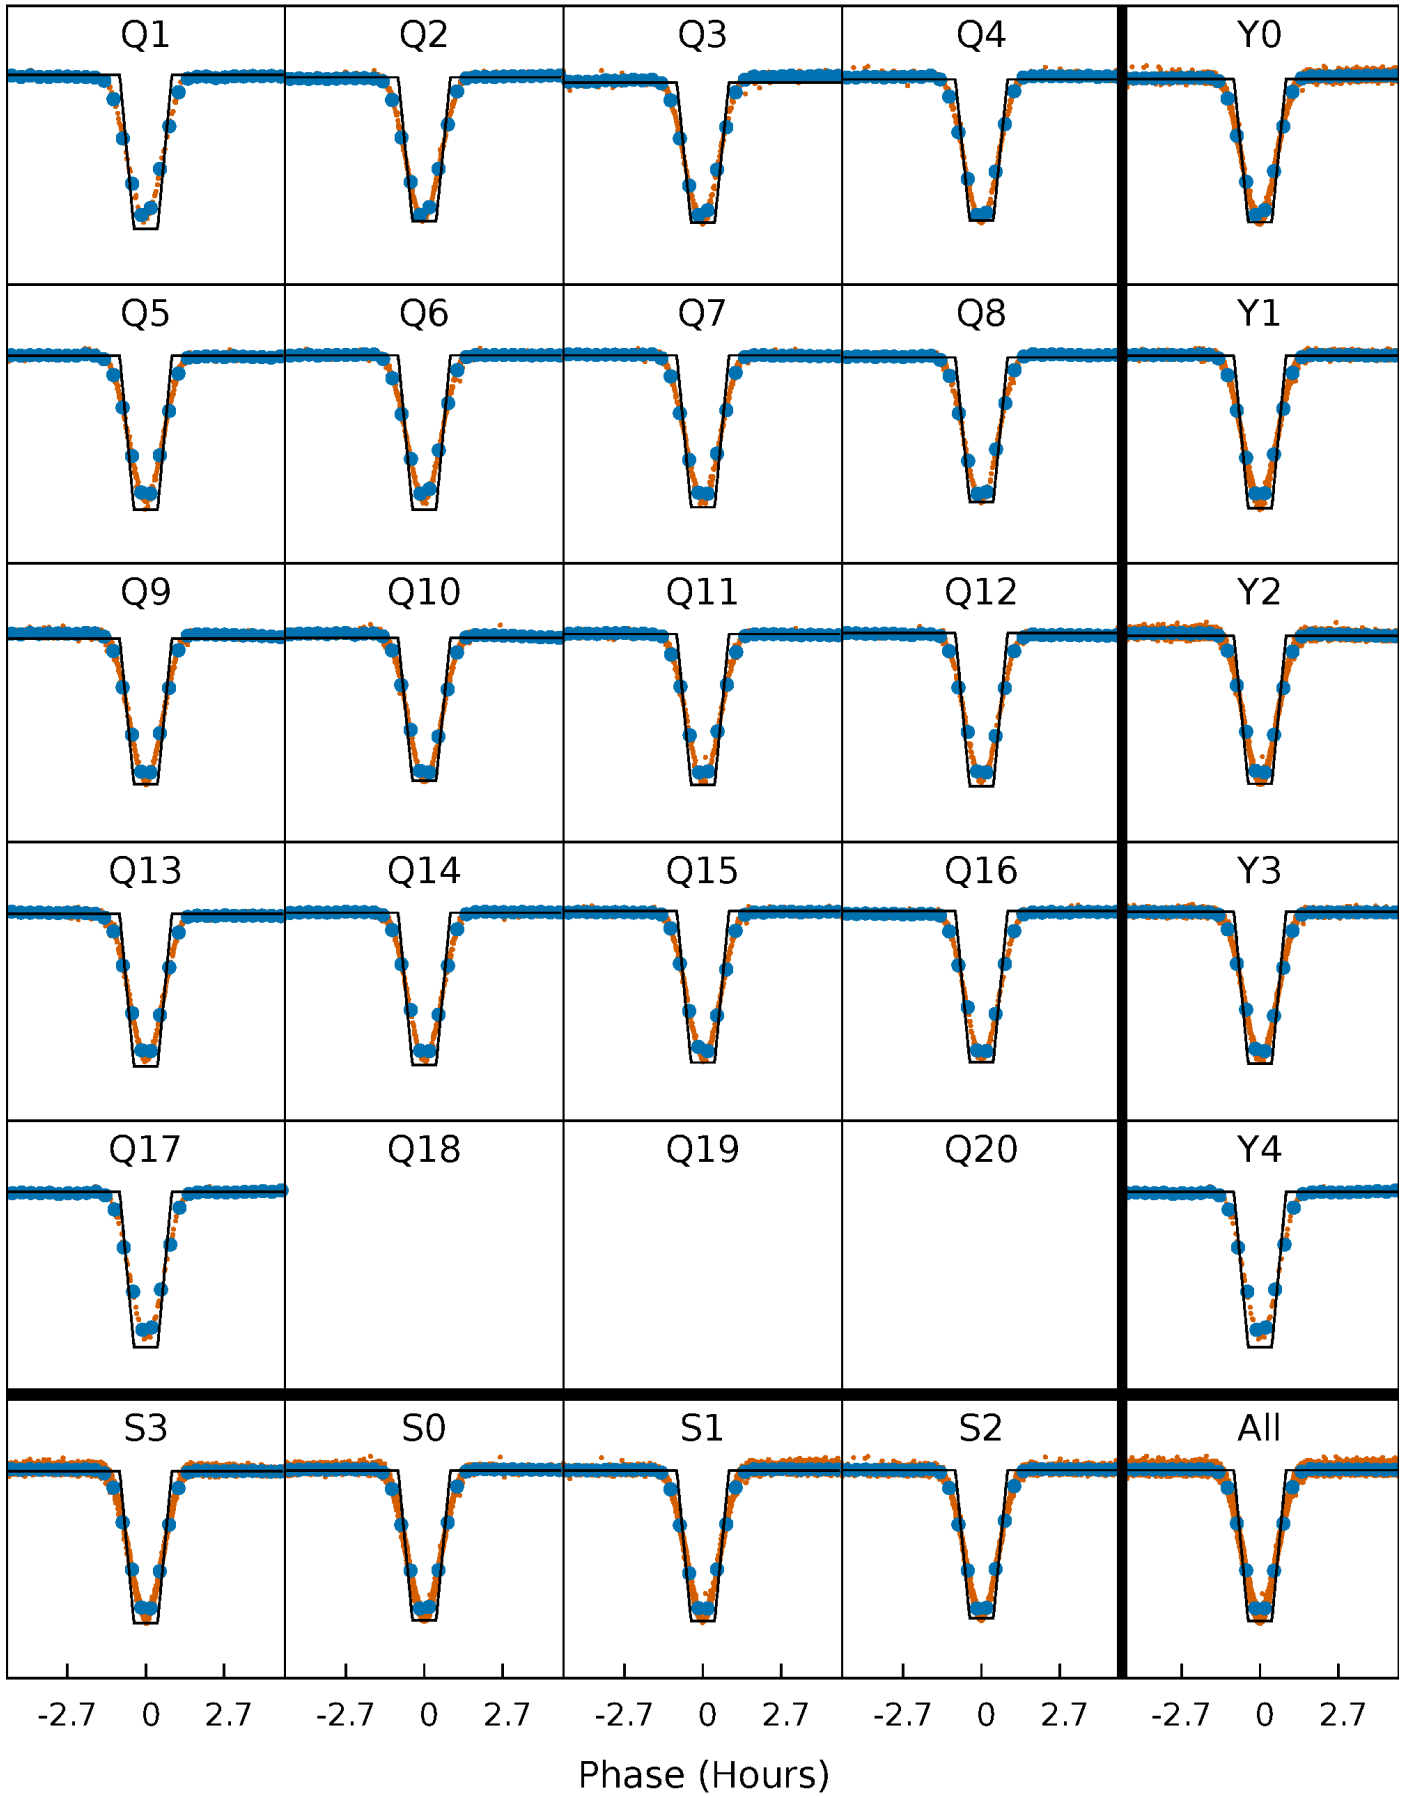 Q1 Q2 Q3 Q4 Y0
Q5 Q6 Q7 Q8 Y1
Q9 Q10 Q11 Q12 Y2
Q13 Q14 Q15 Q16 Y3
Q17 Q18 Q19 Q20 Y4
S3 S0 S1 S2 All
-2.7 0 2.7 -2.7 0 2.7 -2.7 0 2.7 -2.7 0 2.7 -2.7 0 2.7
Phase (Hours)